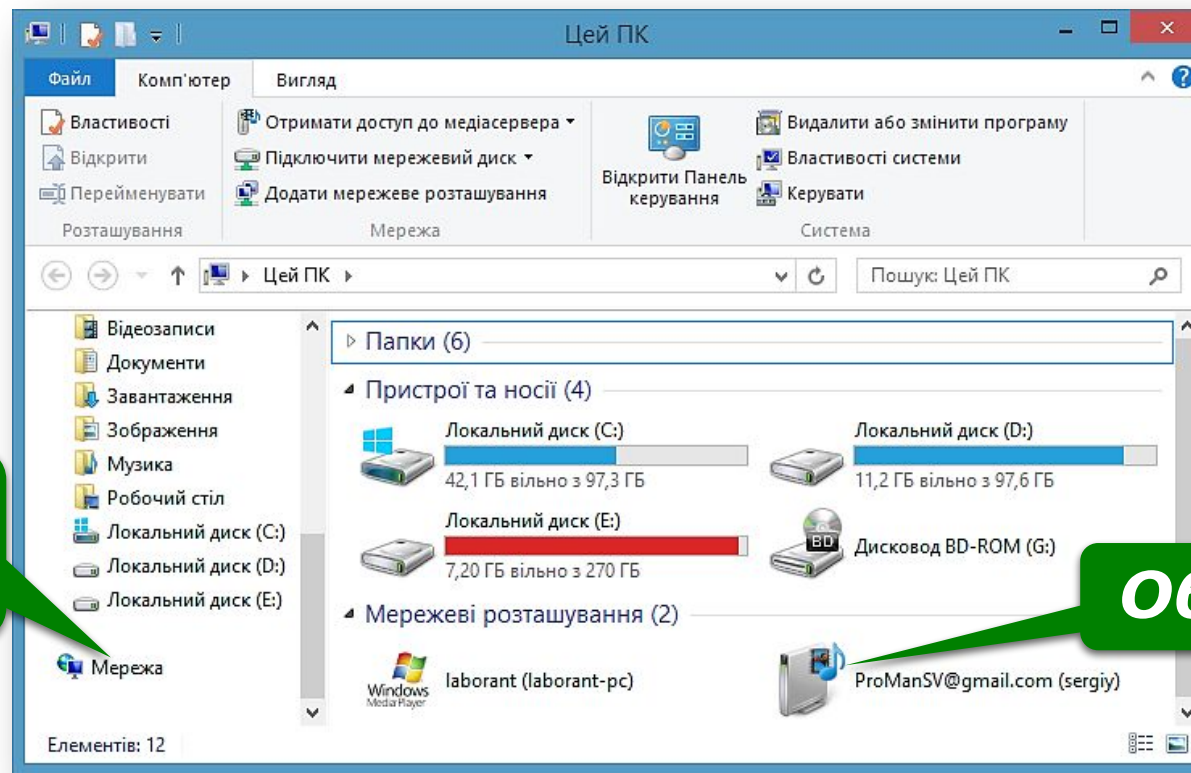 Цей ПК
Файл Комп'ютер Вигляд
Властивості
Відкрити
Перейменувати
Розташування
Отримати доступ до медіасервера
Підключити мережевий диск
Додати мережеве розташування
Мережа
Відкрити Панель
керування
Видалити або змінити програму
Властивості системи
Керувати
Система
Цей ПК
Пошук: Цей ПК
Відеозаписи
Документи
Завантаження
Зображення
Музика
Робочий стіл
Локальний диск (C:)
Локальний диск (D:)
Локальний диск (E:)
Мережа
Папки (6)
Пристрої та носії (4)
Локальний диск (C:)
42,1 ГБ вільно з 97,3 ГБ
Локальний диск (D:)
11,2 ГБ вільно з 97,6 ГБ
Локальний диск (E:)
7,20 ГБ вільно з 270 ГБ
BD
Дисковод BD-ROM (G:)
Мережеві розташування (2)
Windows
Media Player
laborant (laborant-pc)
ProManSV@gmail.com (sergiy)
Елементів: 12